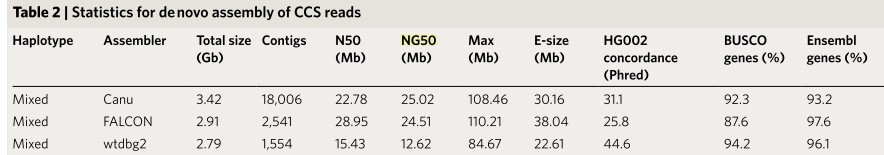 Table 2 | Statistics for de novo assembly of CCS reads
Haplotype Assembler Total size (Gb) Contigs N50 (Mb) NG50 (Mb) Max (Mb) E-size (Mb) HG002 concordance (Phred) BUSCO genes (%) Ensembl genes (%)
Mixed Canu 3.42 18,006 22.78 25.02 108.46 30.16 31.1 92.3 93.2
Mixed FALCON 2.91 2,541 28.95 24.51 110.21 38.04 25.8 87.6 97.6
Mixed wtdbg2 2.79 1,554 15.43 12.62 84.67 22.61 44.6 94.2 96.1